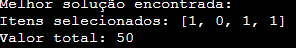 Melhor solução encontrada:
Itens selecionados: [1, 0, 1, 1]
Valor total: 50